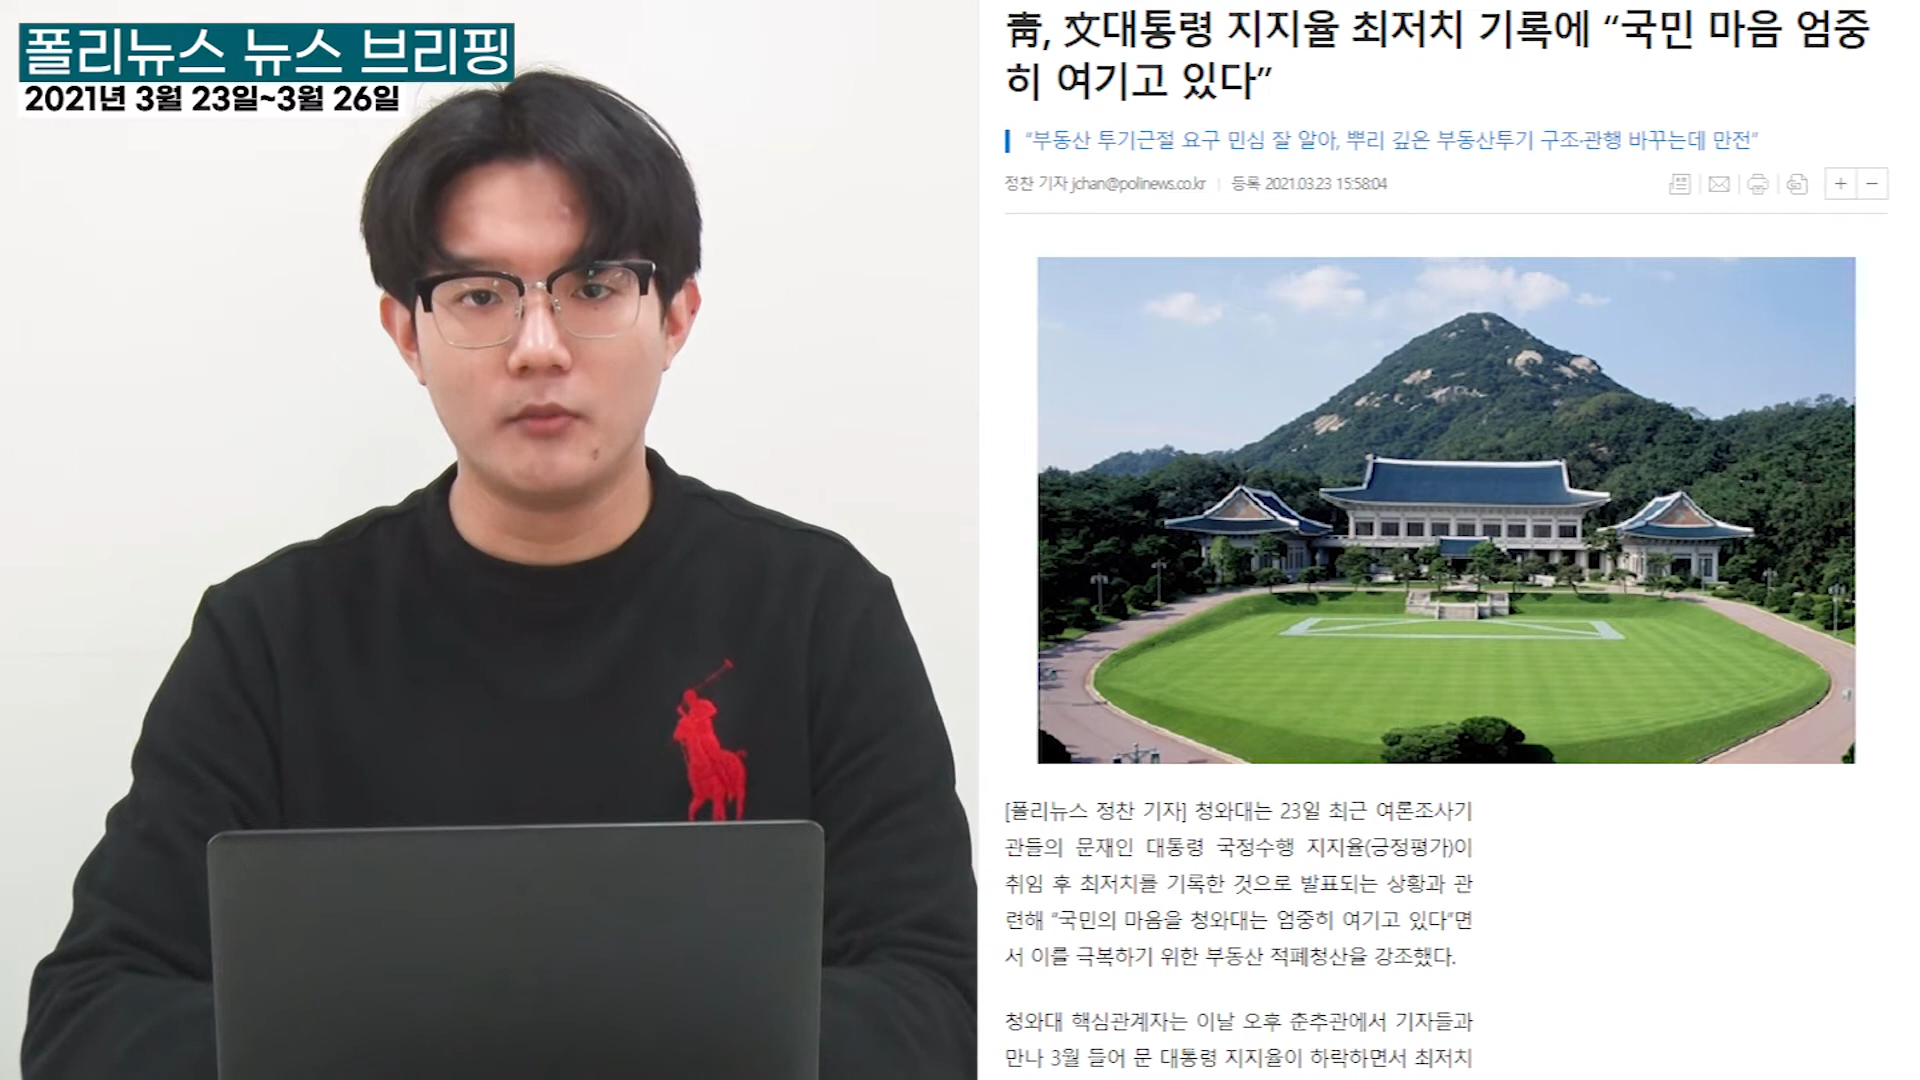 폴리뉴스 뉴스 브리핑
2021년 3월 23일~3월 26일
靑, 文대통령 지지율 최저치 기록에 “국민 마음 엄중
히 여기고 있다”
“부동산 투기근절 요구 민심 잘 알아, 뿌리 깊은 부동산투기 구조·관행 바꾸는데 만전”
정찬 기자 jchan@polinews.co.kr | 등록 2021.03.23 15:58:04
[폴리뉴스 정찬 기자] 청와대는 23일 최근 여론조사기
관들의 문재인 대통령 국정수행 지지율(긍정평가)이
취임 후 최저치를 기록한 것으로 발표되는 상황과 관
련해 “국민의 마음을 청와대는 엄중히 여기고 있다”면
서 이를 극복하기 위한 부동산 적폐청산을 강조했다.
청와대 핵심관계자는 이날 오후 춘추관에서 기자들과
만나 3월 들어 문 대통령 지지율이 하락하면서 최저치